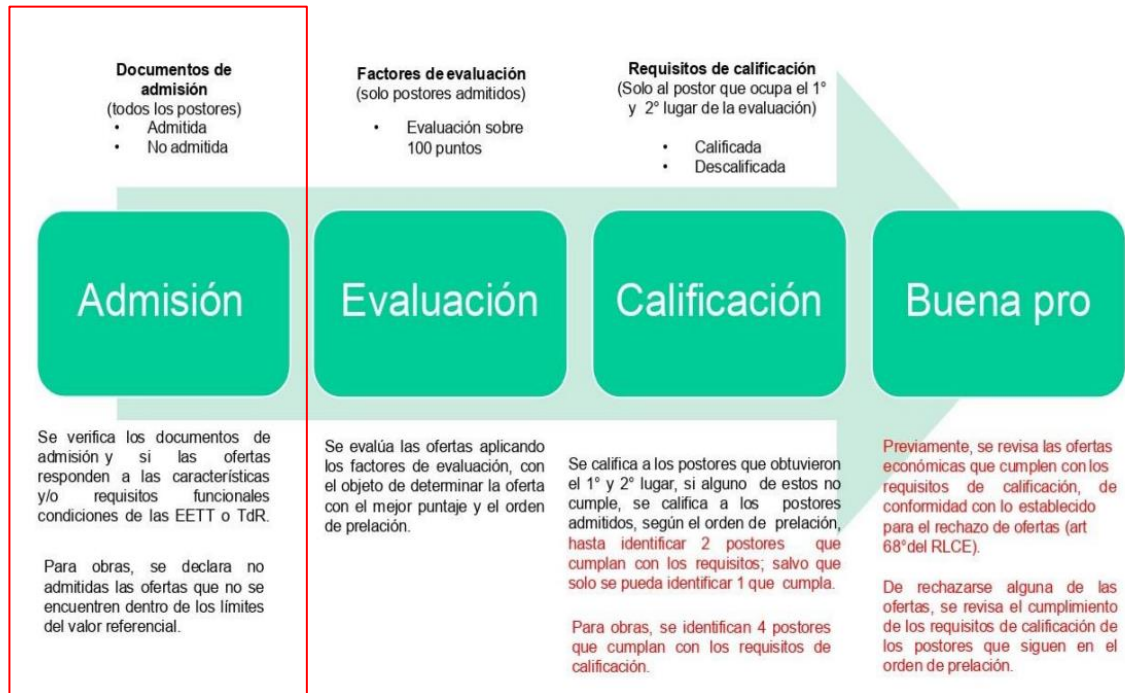 Documentos de
admisión
(todos los postores)
• Admitida
• No admitida
Factores de evaluación
(solo postores admitidos)
• Evaluación sobre
100 puntos
Requisitos de calificación
(Solo al postor que ocupa el 1°
y 2° lugar de la evaluación)
• Calificada
• Descalificada
Admisión
Evaluación
Calificación
Buena pro
Se verifica los documentos de
admisión y si las ofertas
responden a las características
y/o requisitos funcionales
condiciones de las EETT o TdR.
Para obras, se declara no
admitidas las ofertas que no se
encuentren dentro de los límites
del valor referencial.
Se evalúa las ofertas aplicando
los factores de evaluación, con
el objeto de determinar la oferta
con el mejor puntaje y el orden
de prelación.
Se califica a los postores que obtuvieron
el 1° y 2° lugar, si alguno de estos no
cumple, se califica a los postores
admitidos, según el orden de prelación,
hasta identificar 2 postores que
cumplan con los requisitos; salvo que
solo se pueda identificar 1 que cumpla.
Para obras, se identifican 4 postores
que cumplan con los requisitos de
calificación.
Previamente, se revisa las ofertas
económicas que cumplen con los
requisitos de calificación, de
conformidad con lo establecido
para el rechazo de ofertas (art
68°del RLCE).
De rechazarse alguna de las
ofertas, se revisa el cumplimiento
de los requisitos de calificación de
los postores que siguen en el
orden de prelación.